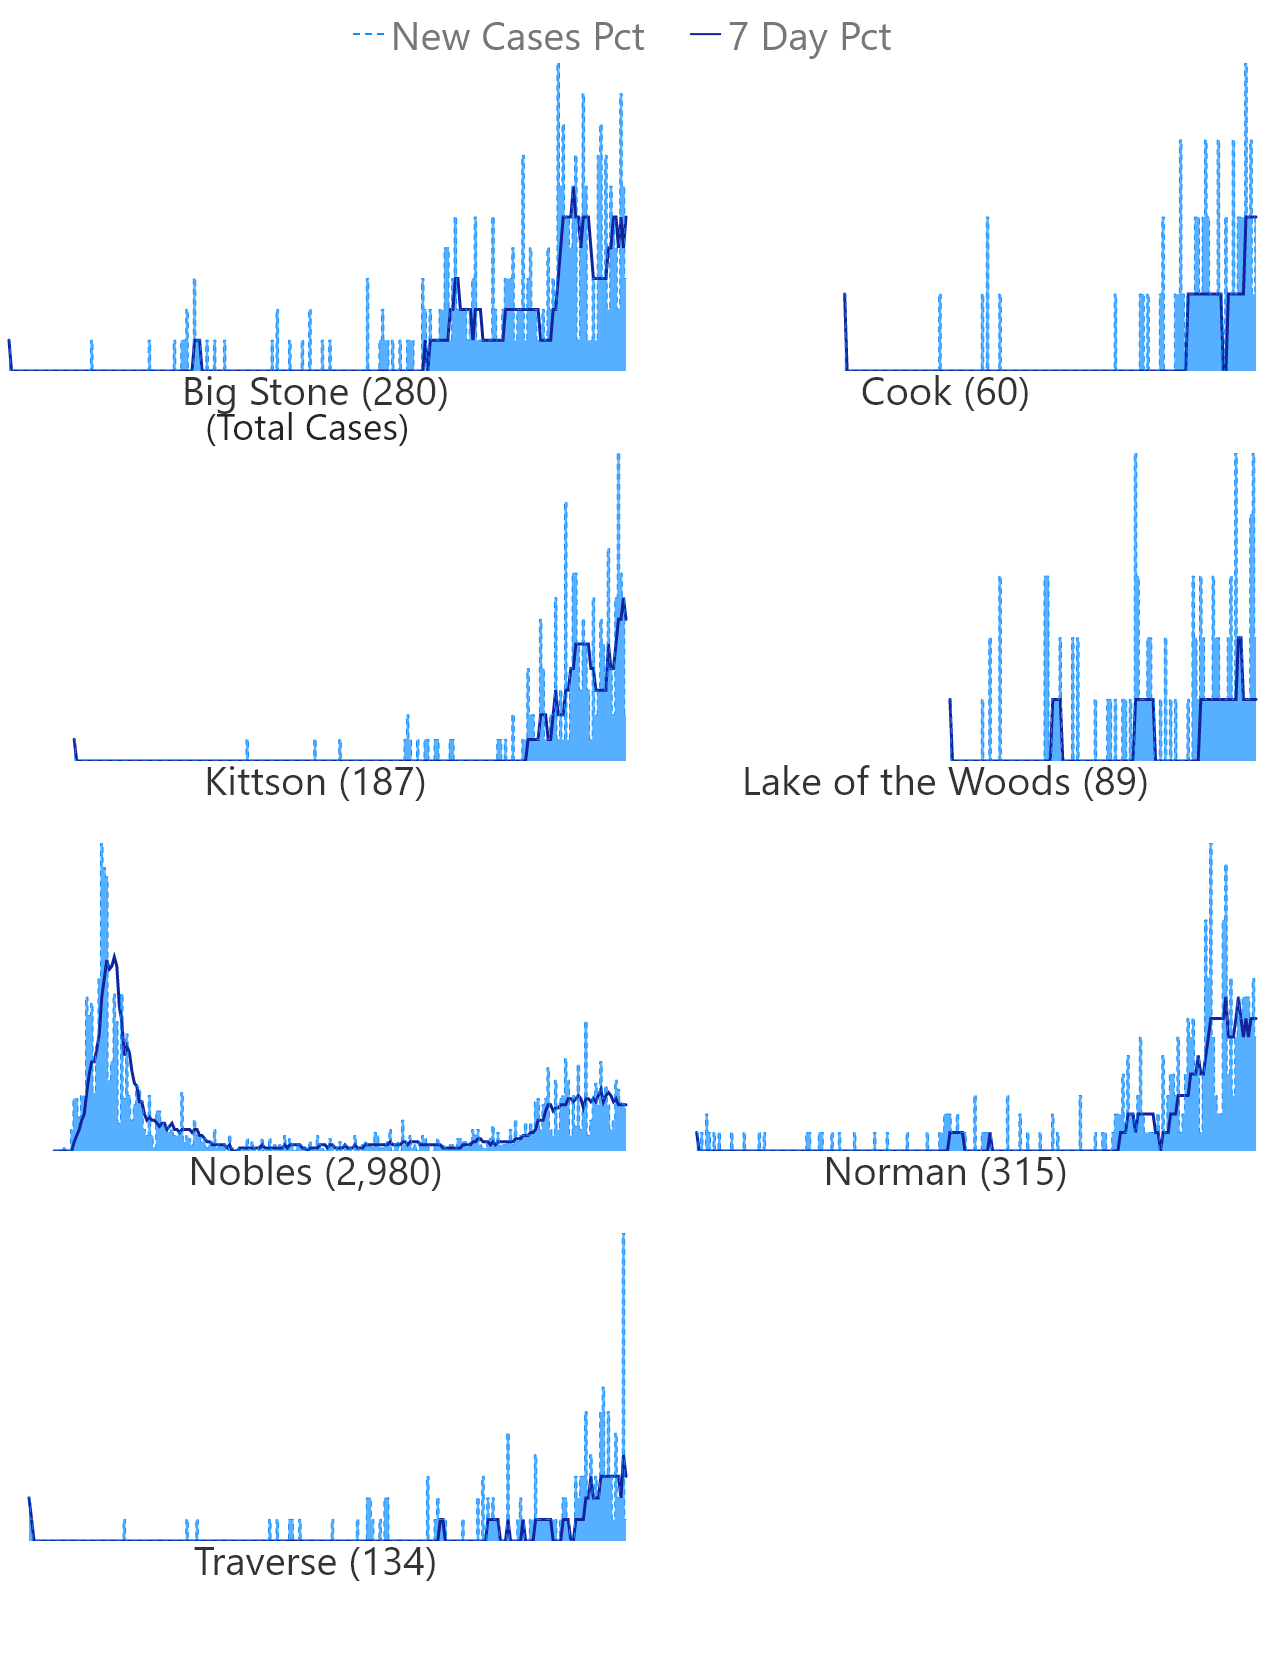 New Cases Pct 7 Day Pct
Big Stone (280)
(Total Cases)
Cook (60)
Kittson (187)
Lake of the Woods (89)
Nobles (2,980)
Norman (315)
Traverse (134)